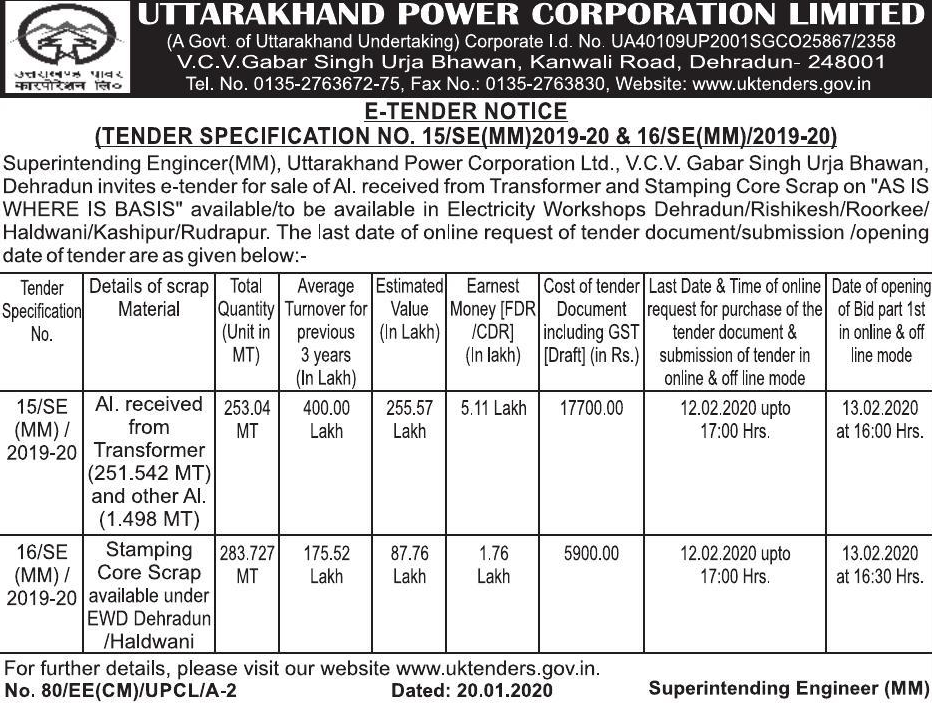 UTTARAKHAND POWER CORPORATION LIMITED
(A Govt. of Uttarakhand Undertaking) Corporate I.d. No. UA40109UP2001SGCO25867/2358
V.C.V.Gabar Singh Urja Bhawan, Kanwali Road, Dehradun- 248001
Tel. No. 0135-2763672-75, Fax No.: 0135-2763830, Website: www.uktenders.gov.in
उत्तराखण्ड पावर
कारपोरेशन लि०
E-TENDER NOTICE
(TENDER SPECIFICATION NO. 15/SE(MM)2019-20 & 16/SE(MM)/2019-20)
Superintending Engincer(MM), Uttarakhand Power Corporation Ltd., V.C.V. Gabar Singh Urja Bhawan,
Dehradun invites e-tender for sale of Al. received from Transformer and Stamping Core Scrap on "AS IS
WHERE IS BASIS" available/to be available in Electricity Workshops Dehradun/Rishikesh/Roorkee/
Haldwani/Kashipur/Rudrapur. The last date of online request of tender document/submission /opening
date of tender are as given below:-
Tender
Specification
No.
Details of scrap
Material
Total
Quantity
(Unit in
MT)
Average
Turnover for
previous
3 years
(In Lakh)
Estimated
Value
(In Lakh)
Earnest
Money [FDR
/CDR]
(In lakh)
Cost of tender
Document
including GST
[Draft] (in Rs.)
Last Date & Time of online
request for purchase of the
tender document &
submission of tender in
online & off line mode
Date of opening
of Bid part 1st
in online & off
line mode
15/SE
(MM) /
2019-20
Al. received
from
Transformer
(251.542 MT)
and other Al.
(1.498 MT)
253.04
MT
400.00
Lakh
255.57
Lakh
5.11 Lakh
17700.00
12.02.2020 upto
17:00 Hrs.
13.02.2020
at 16:00 Hrs.
16/SE
(MM) /
2019-20
Stamping
Core Scrap
available under
EWD Dehradun
/Haldwani
283.727
MT
175.52
Lakh
87.76
Lakh
1.76
Lakh
5900.00
12.02.2020 upto
17:00 Hrs.
13.02.2020
at 16:30 Hrs.
For further details, please visit our website www.uktenders.gov.in.
No. 80/EE(CM)/UPCL/A-2 Dated: 20.01.2020 Superintending Engineer (MM)